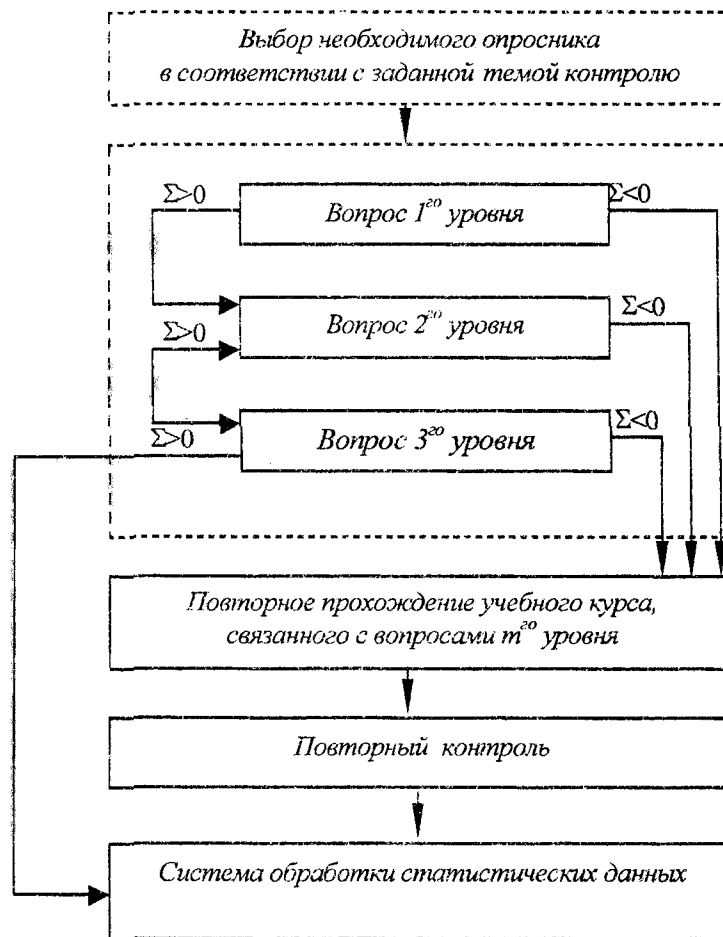 Выбор необходимого опросника
в соответствии с заданной темой контролю
Σ>0
Вопрос 1го уровня
Σ<0
Σ>0
Вопрос 2го уровня
Σ<0
Σ>0
Вопрос 3го уровня
Σ<0
Повторное прохождение учебного курса,
связанного с вопросами mго уровня
Повторный контроль
Система обработки статистических данных